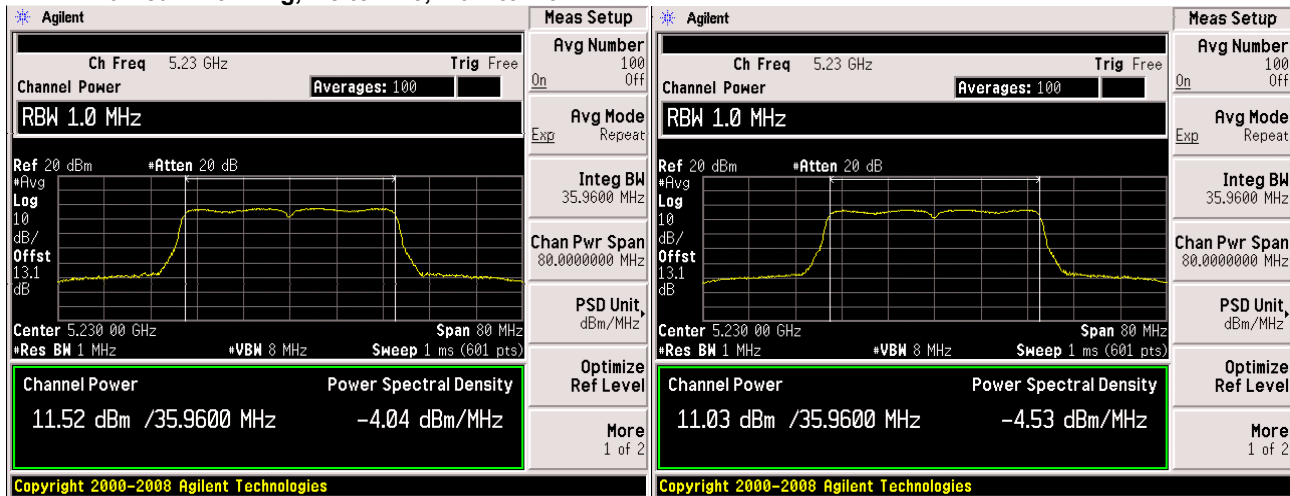 Agilent
Ch Freq 5.23 GHz Trig Free
Channel Power Averages: 100
RBW 1.0 MHz
Ref 20 dBm #Atten 20 dB
#Avg
Log
10
dB/
Offst
13.1
dB
Center 5.230 00 GHz Span 80 MHz
#Res BW 1 MHz #VBW 8 MHz Sweep 1 ms (601 pts)
Channel Power Power Spectral Density
11.52 dBm /35.9600 MHz -4.04 dBm/MHz
Copyright 2000-2008 Agilent Technologies
Meas Setup
Avg Number
100
On Off
Avg Mode
Exp Repeat
Integ BW
35.9600 MHz
Chan Pwr Span
80.0000000 MHz
PSD Unit
dBm/MHz
Optimize
Ref Level
More
1 of 2
Agilent
Ch Freq 5.23 GHz Trig Free
Channel Power Averages: 100
RBW 1.0 MHz
Ref 20 dBm #Atten 20 dB
#Avg
Log
10
dB/
Offst
13.1
dB
Center 5.230 00 GHz Span 80 MHz
#Res BW 1 MHz #VBW 8 MHz Sweep 1 ms (601 pts)
Channel Power Power Spectral Density
11.03 dBm /35.9600 MHz -4.53 dBm/MHz
Copyright 2000-2008 Agilent Technologies
Meas Setup
Avg Number
100
On Off
Avg Mode
Exp Repeat
Integ BW
35.9600 MHz
Chan Pwr Span
80.0000000 MHz
PSD Unit
dBm/MHz
Optimize
Ref Level
More
1 of 2